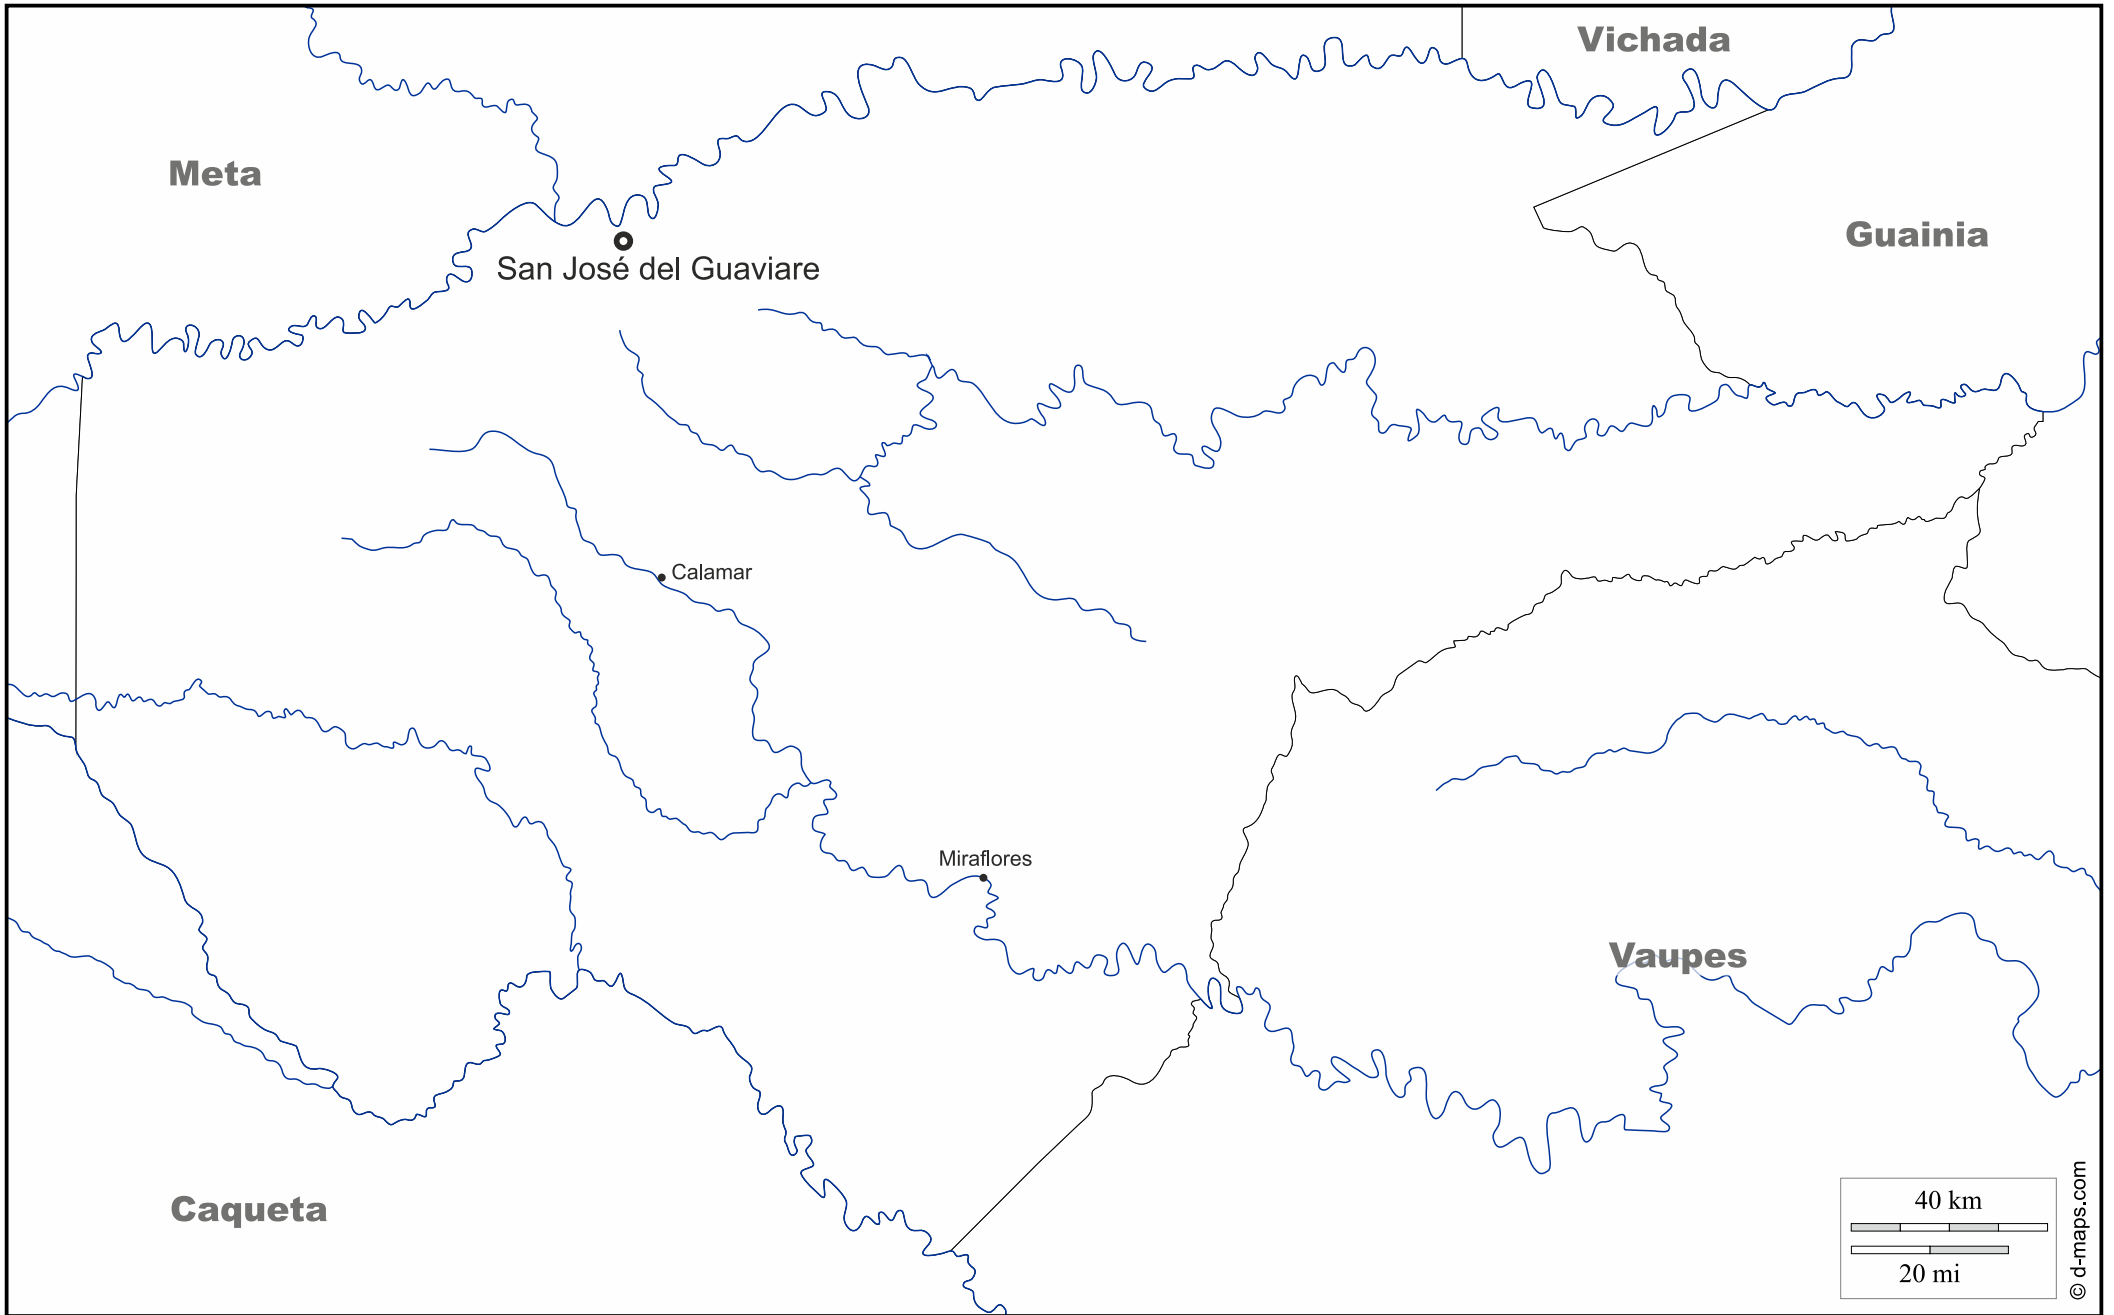 Vichada
Meta
Guainia
San José del Guaviare
Calamar
Miraflores
Vaupes
Caqueta
40 km
20 mi
© d-maps.com